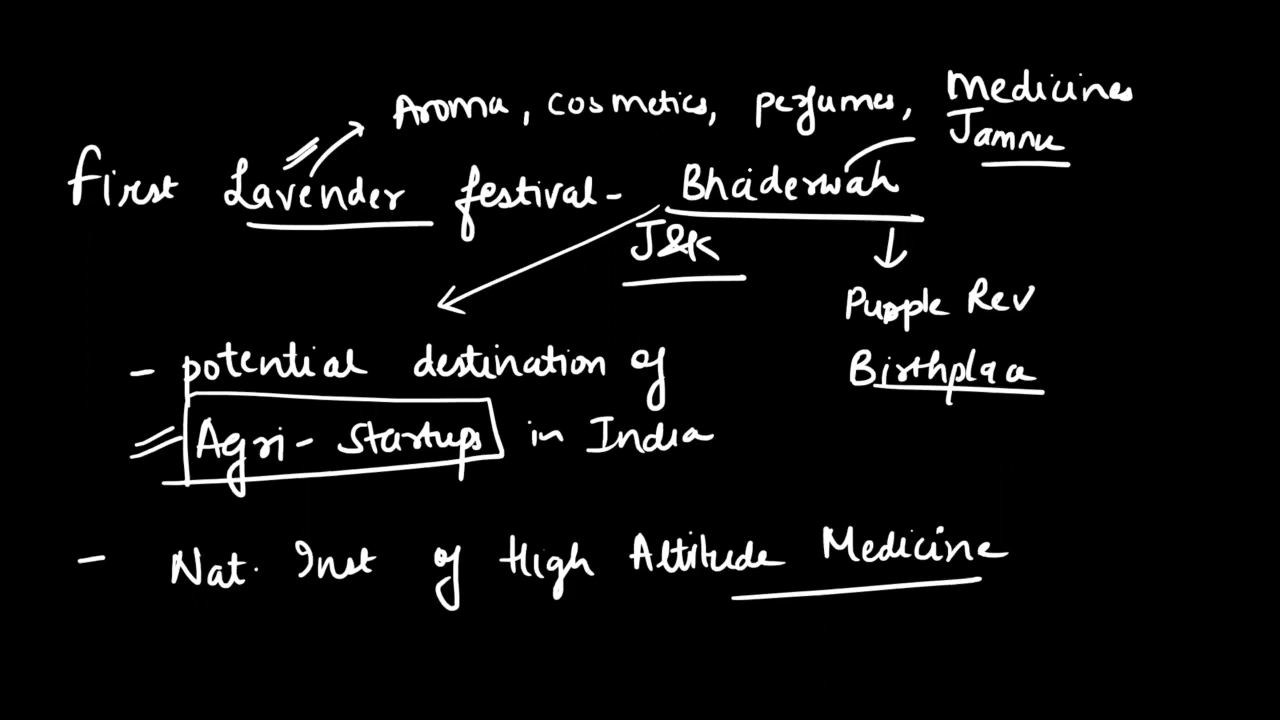 Aroma, cosmetics, perfumes, Medicines
Jammu
First Lavender festival- Bhaderwah
J&K
Purple Rev
Birthplaa
- potential destination of
Agri- Startups in India
- Nat. Inst of High Altitude Medicine